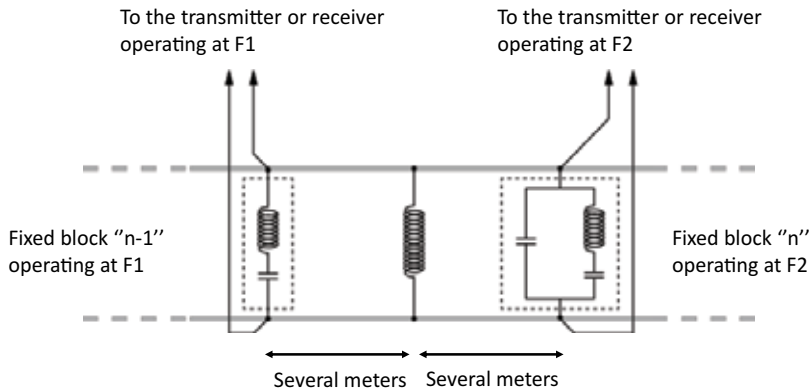 To the transmitter or receiver
operating at F1
To the transmitter or receiver
operating at F2
Fixed block ‘‘n-1’’
operating at F1
Fixed block ‘‘n’’
operating at F2
Several meters
Several meters